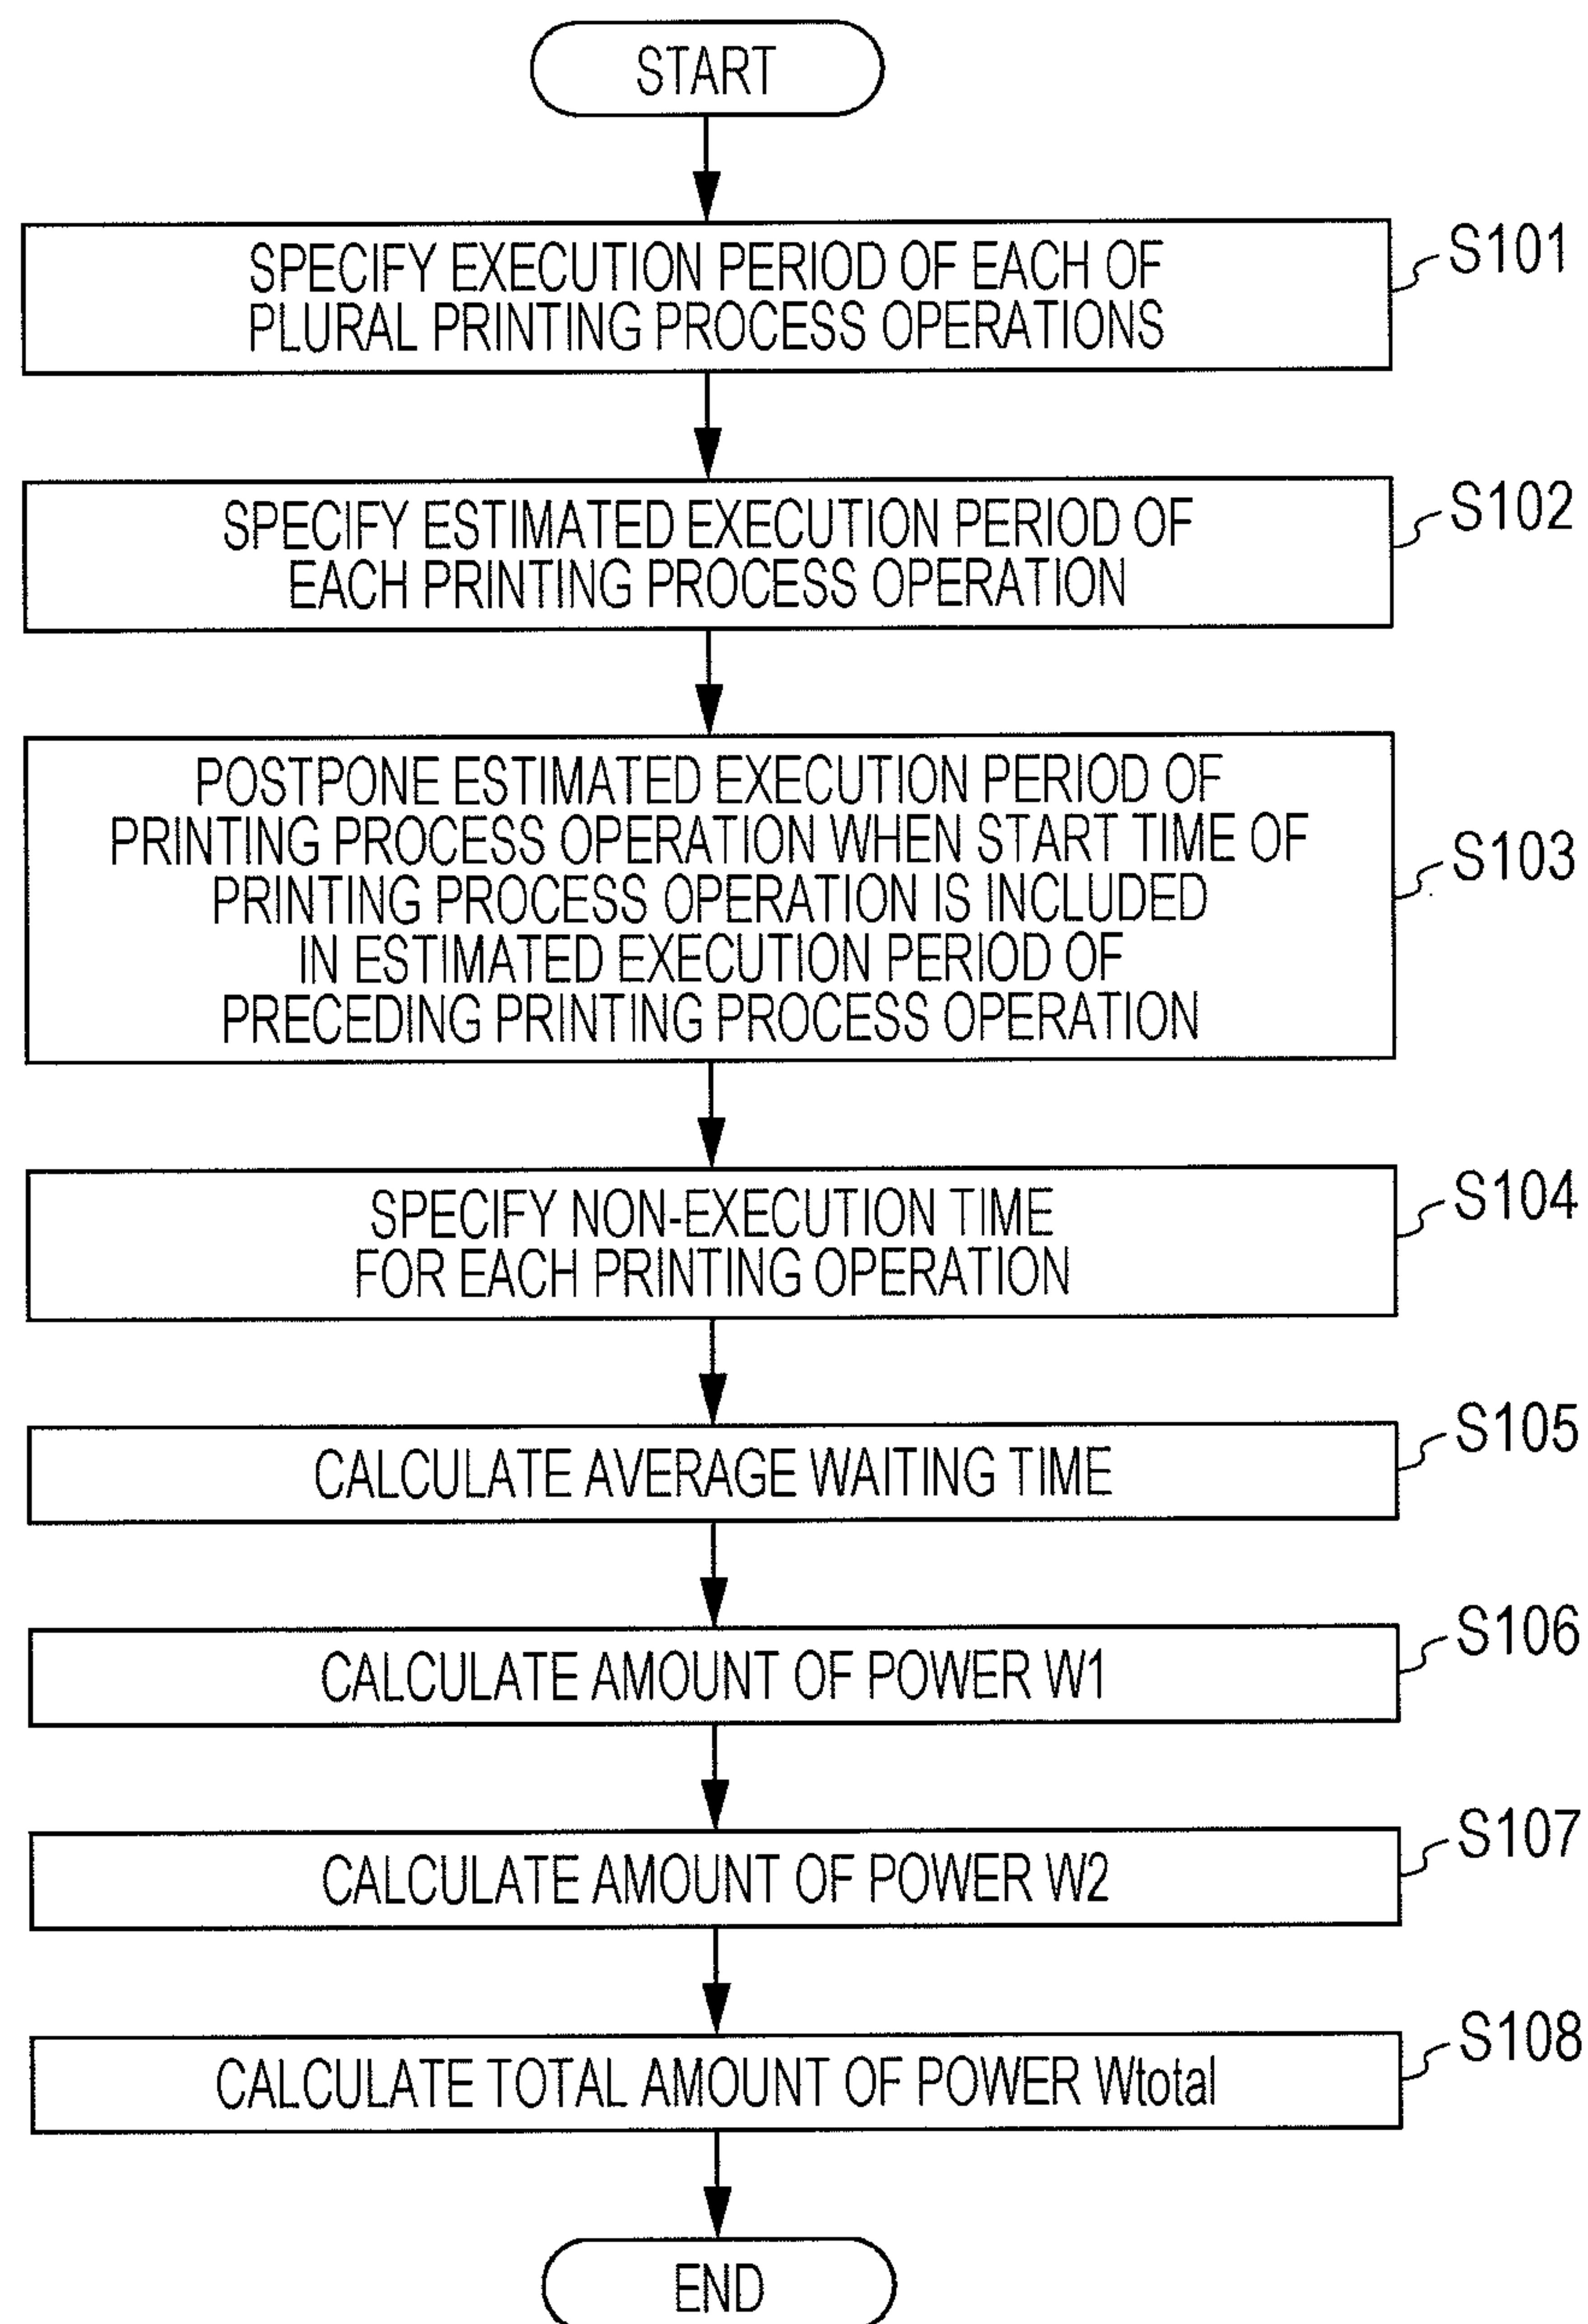 START
SPECIFY EXECUTION PERIOD OF EACH OF
PLURAL PRINTING PROCESS OPERATIONS
S101
SPECIFY ESTIMATED EXECUTION PERIOD OF
EACH PRINTING PROCESS OPERATION
S102
POSTPONE ESTIMATED EXECUTION PERIOD OF
PRINTING PROCESS OPERATION WHEN START TIME OF
PRINTING PROCESS OPERATION IS INCLUDED
IN ESTIMATED EXECUTION PERIOD OF
PRECEDING PRINTING PROCESS OPERATION
S103
SPECIFY NON-EXECUTION TIME
FOR EACH PRINTING OPERATION
S104
CALCULATE AVERAGE WAITING TIME
S105
CALCULATE AMOUNT OF POWER W1
S106
CALCULATE AMOUNT OF POWER W2
S107
CALCULATE TOTAL AMOUNT OF POWER Wtotal
S108
END